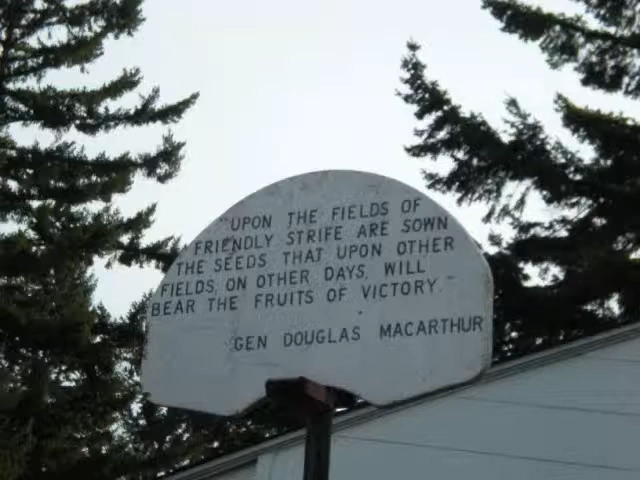 "UPON THE FIELDS OF
FRIENDLY STRIFE ARE SOWN
THE SEEDS THAT UPON OTHER
FIELDS, ON OTHER DAYS, WILL
BEAR THE FRUITS OF VICTORY."
GEN DOUGLAS MACARTHUR